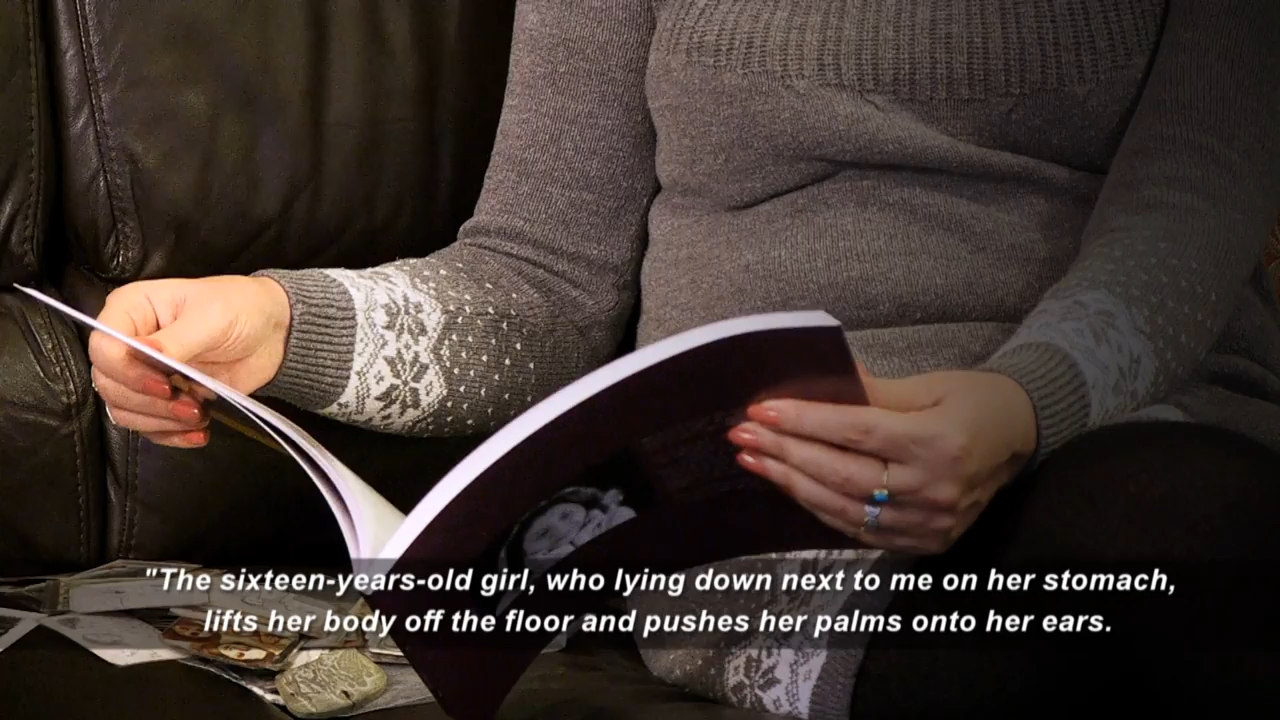 "The sixteen-years-old girl, who lying down next to me on her stomach,
lifts her body off the floor and pushes her palms onto her ears.